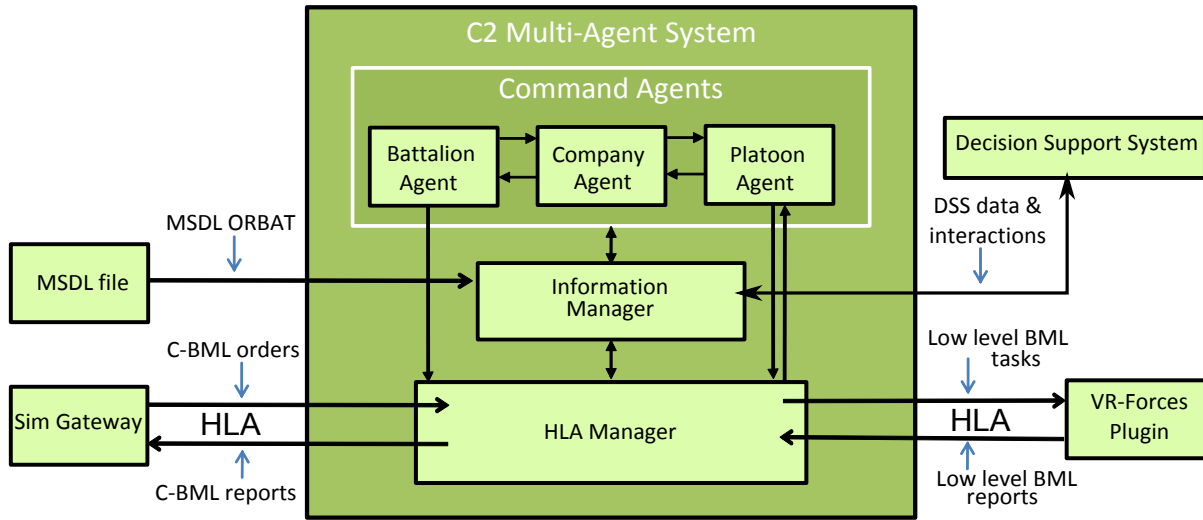 C2 Multi-Agent System
Command Agents
Battalion
Agent
Company
Agent
Platoon
Agent
Decision Support System
MSDL ORBAT
DSS data &
interactions
MSDL file
Information
Manager
C-BML orders
Low level BML
tasks
Sim Gateway
HLA
HLA Manager
HLA
VR-Forces
Plugin
C-BML reports
Low level BML
reports